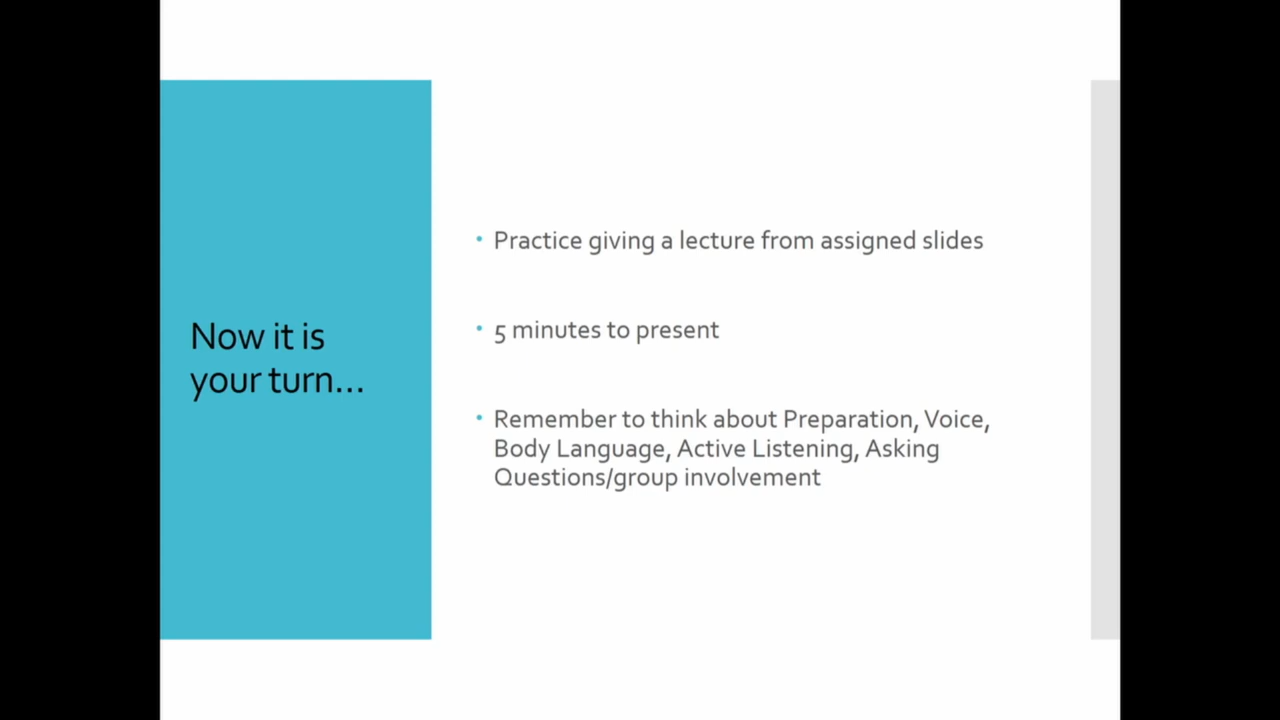 Now it is
your turn...
• Practice giving a lecture from assigned slides
• 5 minutes to present
• Remember to think about Preparation, Voice,
Body Language, Active Listening, Asking
Questions/group involvement